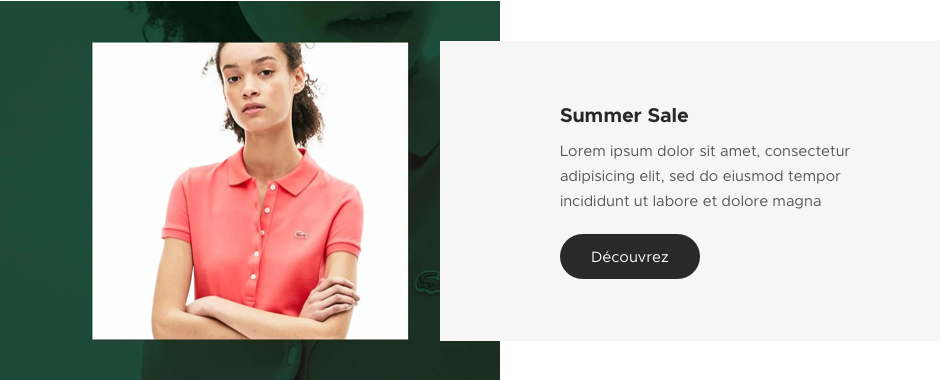 Summer Sale
Lorem ipsum dolor sit amet, consectetur
adipisicing elit, sed do eiusmod tempor
incididunt ut labore et dolore magna
Découvrez